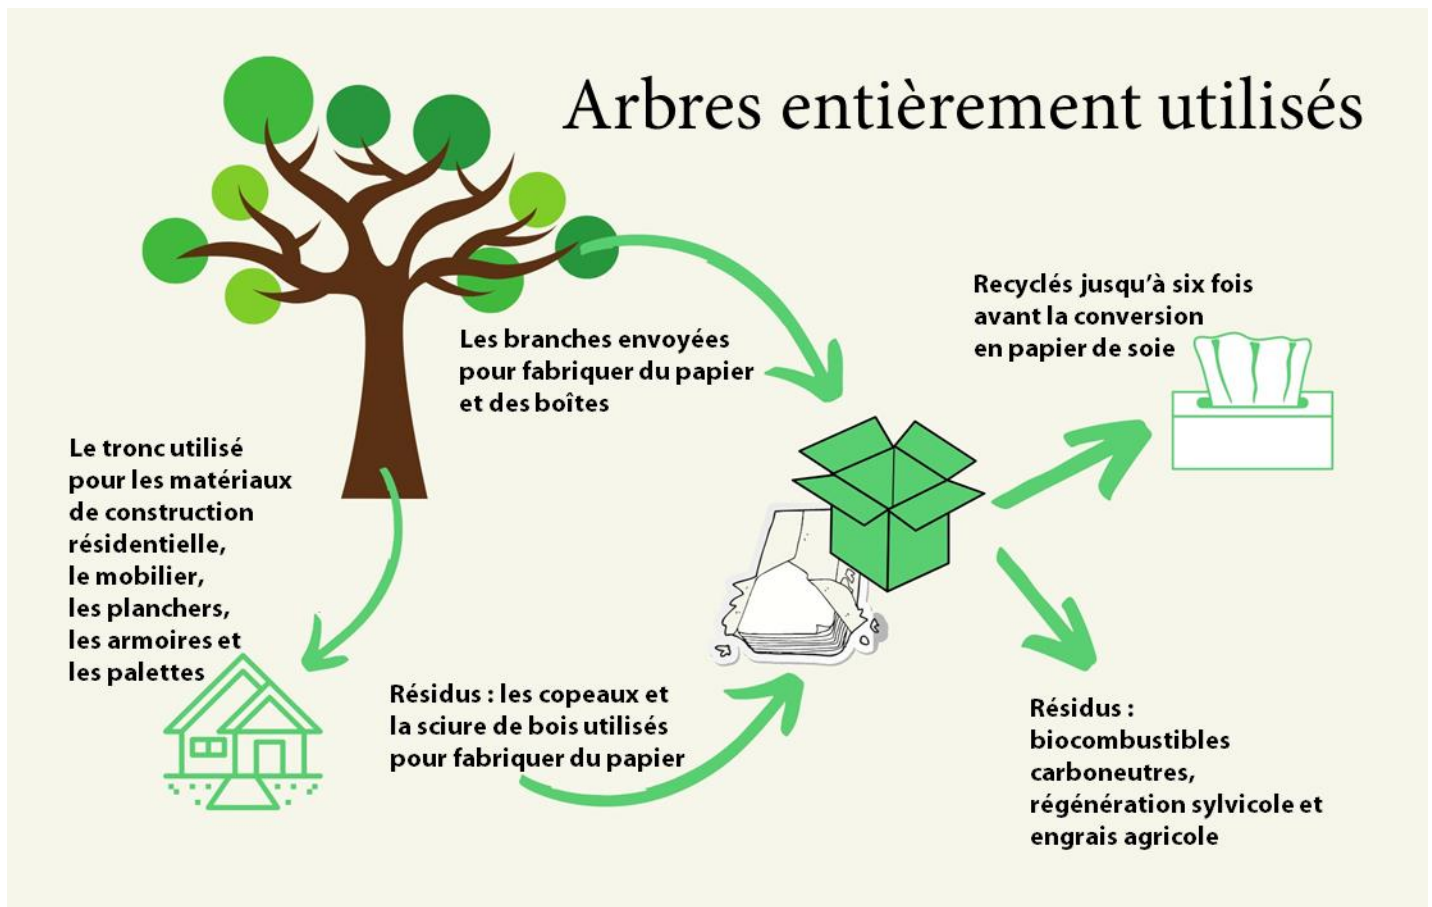 Arbres entièrement utilisés
Les branches envoyées
pour fabriquer du papier
et des boîtes
Recyclés jusqu'à six fois
avant la conversion
en papier de soie
Le tronc utilisé
pour les matériaux
de construction
résidentielle,
le mobilier,
les planchers,
les armoires et
les palettes
Résidus : les copeaux et
la sciure de bois utilisés
pour fabriquer du papier
Résidus :
biocombustibles
carboneutres,
régénération sylvicole et
engrais agricole